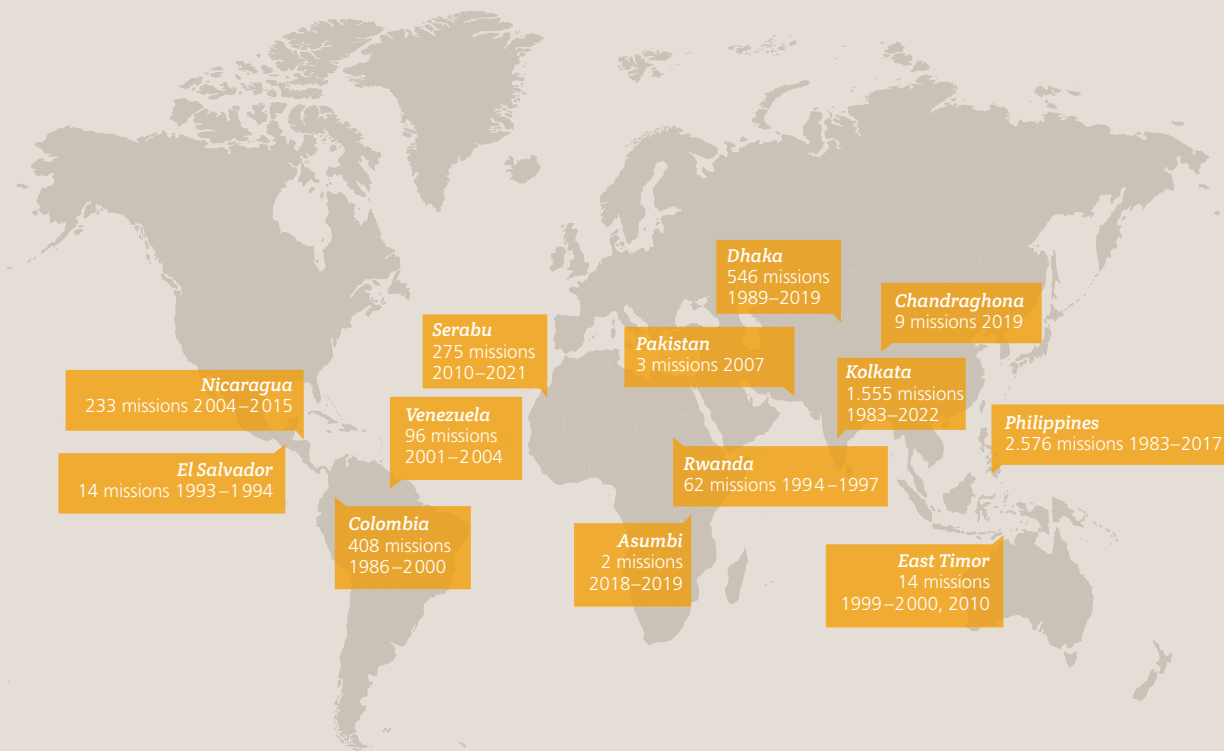 Dhaka
546 missions
1989–2019
Chandraghona
9 missions 2019
Serabu
275 missions
2010–2021
Pakistan
3 missions 2007
Kolkata
1.555 missions
1983–2022
Nicaragua
233 missions 2004–2015
Venezuela
96 missions
2001–2004
Philippines
2.576 missions 1983–2017
El Salvador
14 missions 1993–1994
Rwanda
62 missions 1994–1997
Colombia
408 missions
1986–2000
Asumbi
2 missions
2018–2019
East Timor
14 missions
1999–2000, 2010